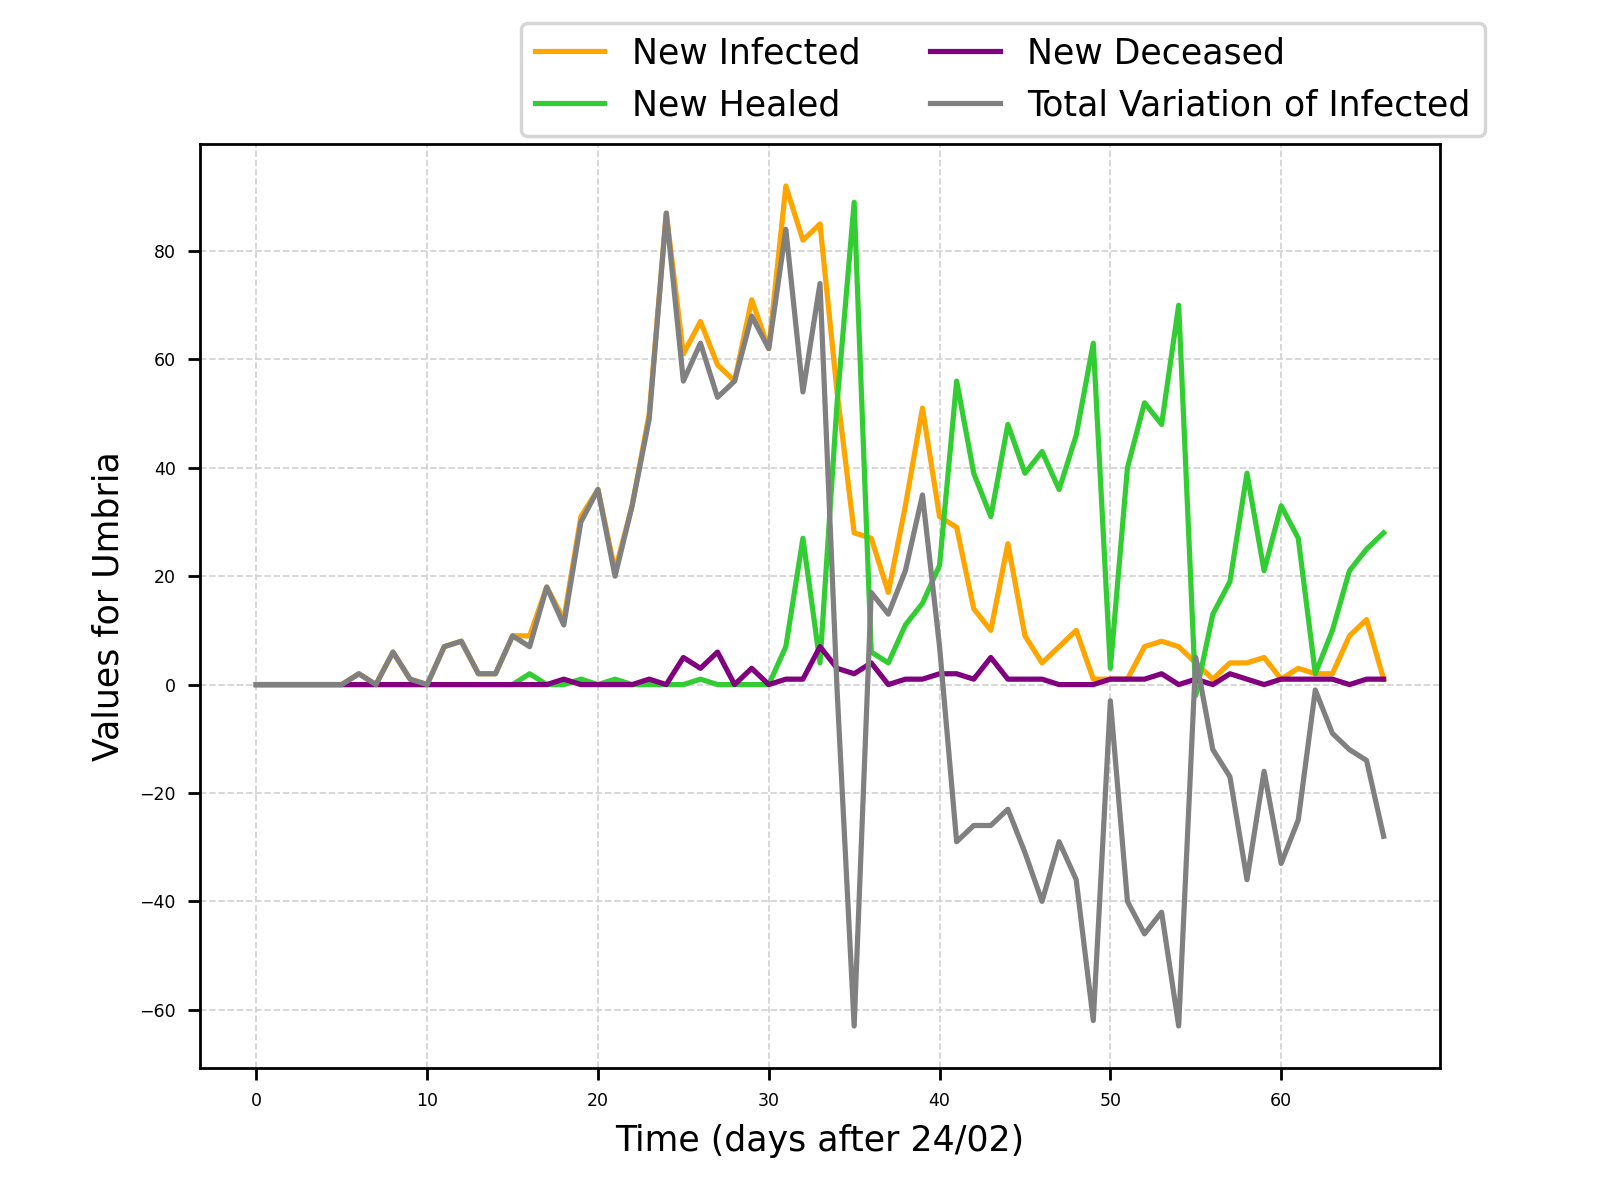 New Infected
New Healed
New Deceased
Total Variation of Infected
Values for Umbria
80
60
40
20
0
−20
−40
−60
0 10 20 30 40 50 60
Time (days after 24/02)